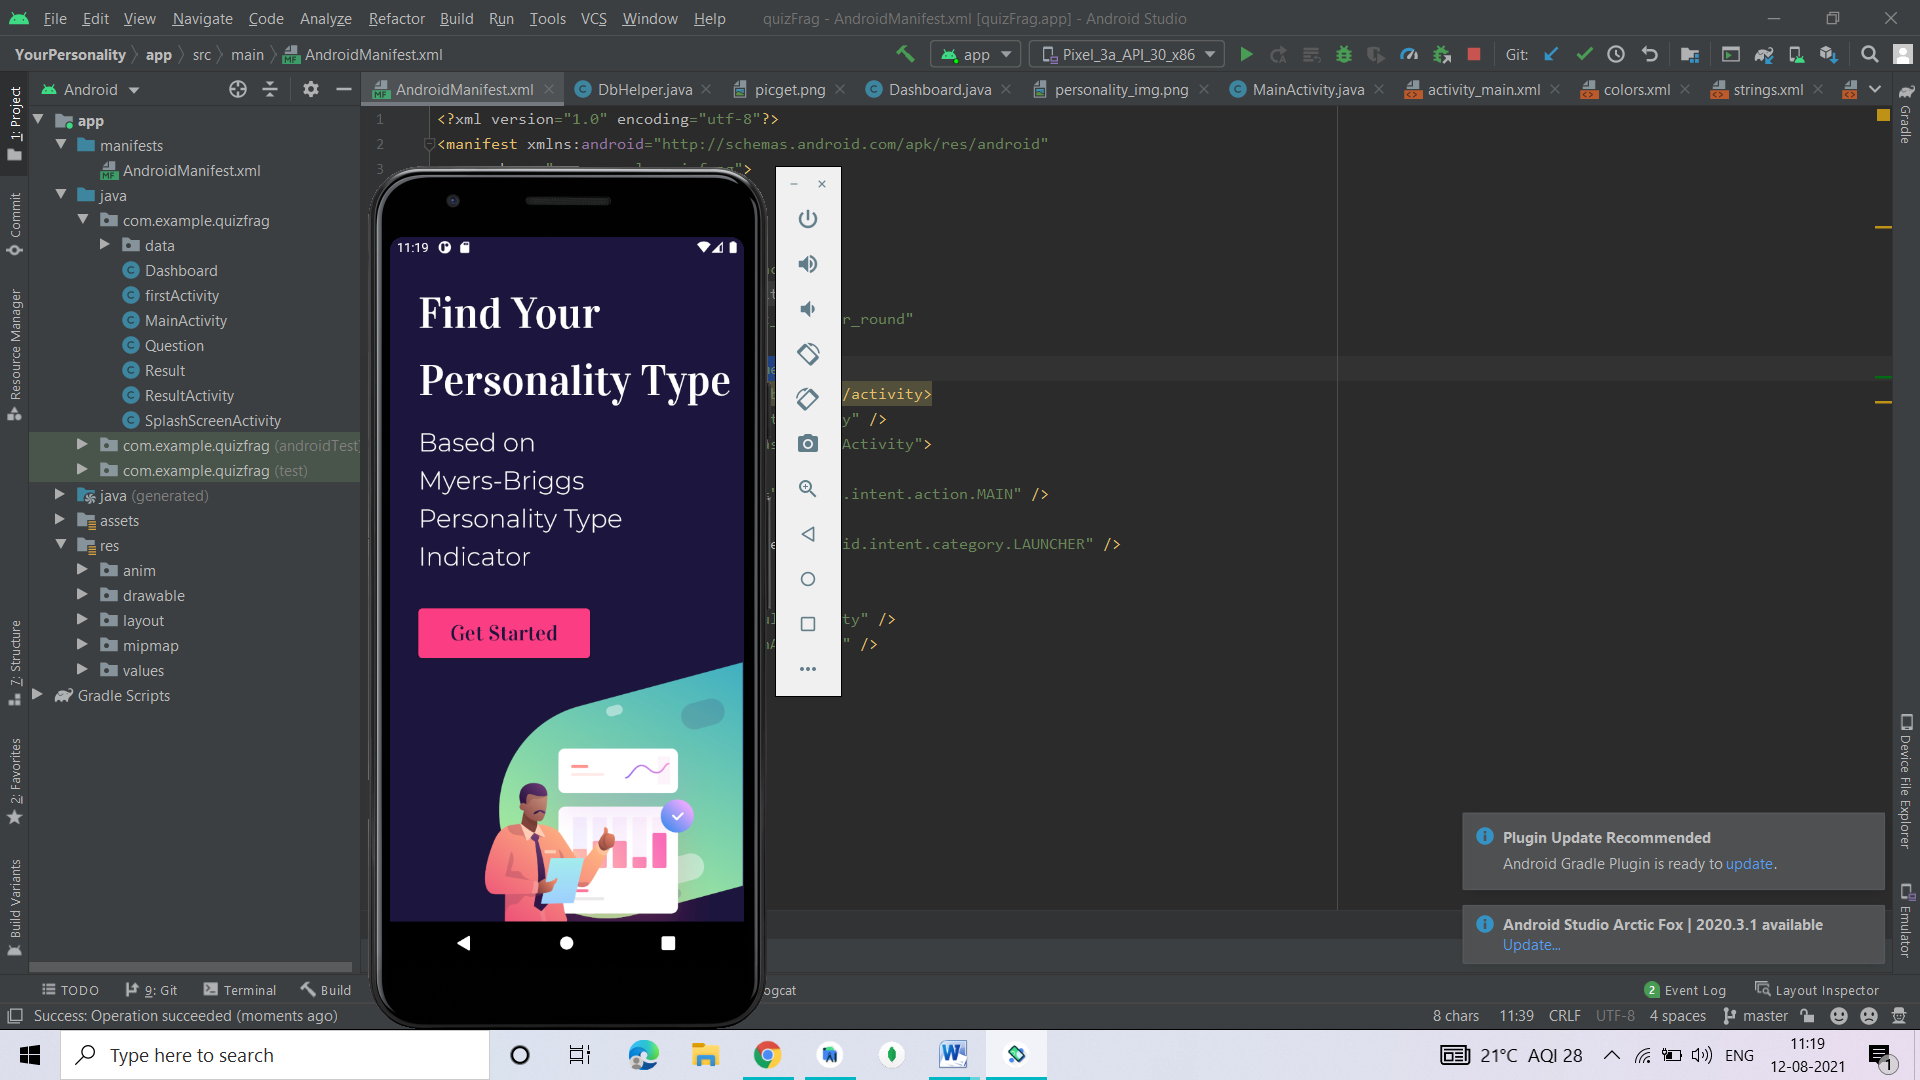 File Edit View Navigate Code Analyze Refactor Build Run Tools VCS Window Help quizFrag - AndroidManifest.xml [quizFrag.app] - Android Studio
YourPersonality app src main AndroidManifest.xml app Pixel_3a_API_30_x86 Git:
Android AndroidManifest.xml DbHelper.java picget.png Dashboard.java personality_img.png MainActivity.java activity_main.xml colors.xml strings.xml
1: Project
Commit
Resource Manager
7: Structure
2: Favorites
Build Variants
app
manifests
AndroidManifest.xml
java
com.example.quizfrag
data
Dashboard
firstActivity
MainActivity
Question
Result
ResultActivity
SplashScreenActivity
com.example.quizfrag (androidTest
com.example.quizfrag (test)
java (generated)
assets
res
anim
drawable
layout
mipmap
values
Gradle Scripts
1 <?xml version="1.0" encoding="utf-8"?>
2 <manifest xmlns:android="http://schemas.android.com/apk/res/android"
3 >
r_round"
/activity>
" />
Activity">
.intent.action.MAIN" />
id.intent.category.LAUNCHER" />
ty" />
" />
11:19
Find Your
Personality Type
Based on
Myers-Briggs
Personality Type
Indicator
Get Started
Gradle
Device File Explorer
Emulator
Plugin Update Recommended
Android Gradle Plugin is ready to update.
Android Studio Arctic Fox | 2020.3.1 available
Update...
TODO 9: Git Terminal Build ogcat 2 Event Log Layout Inspector
Success: Operation succeeded (moments ago) 8 chars 11:39 CRLF UTF-8 4 spaces master
Type here to search 21°C AQI 28 ENG 11:19
12-08-2021 1